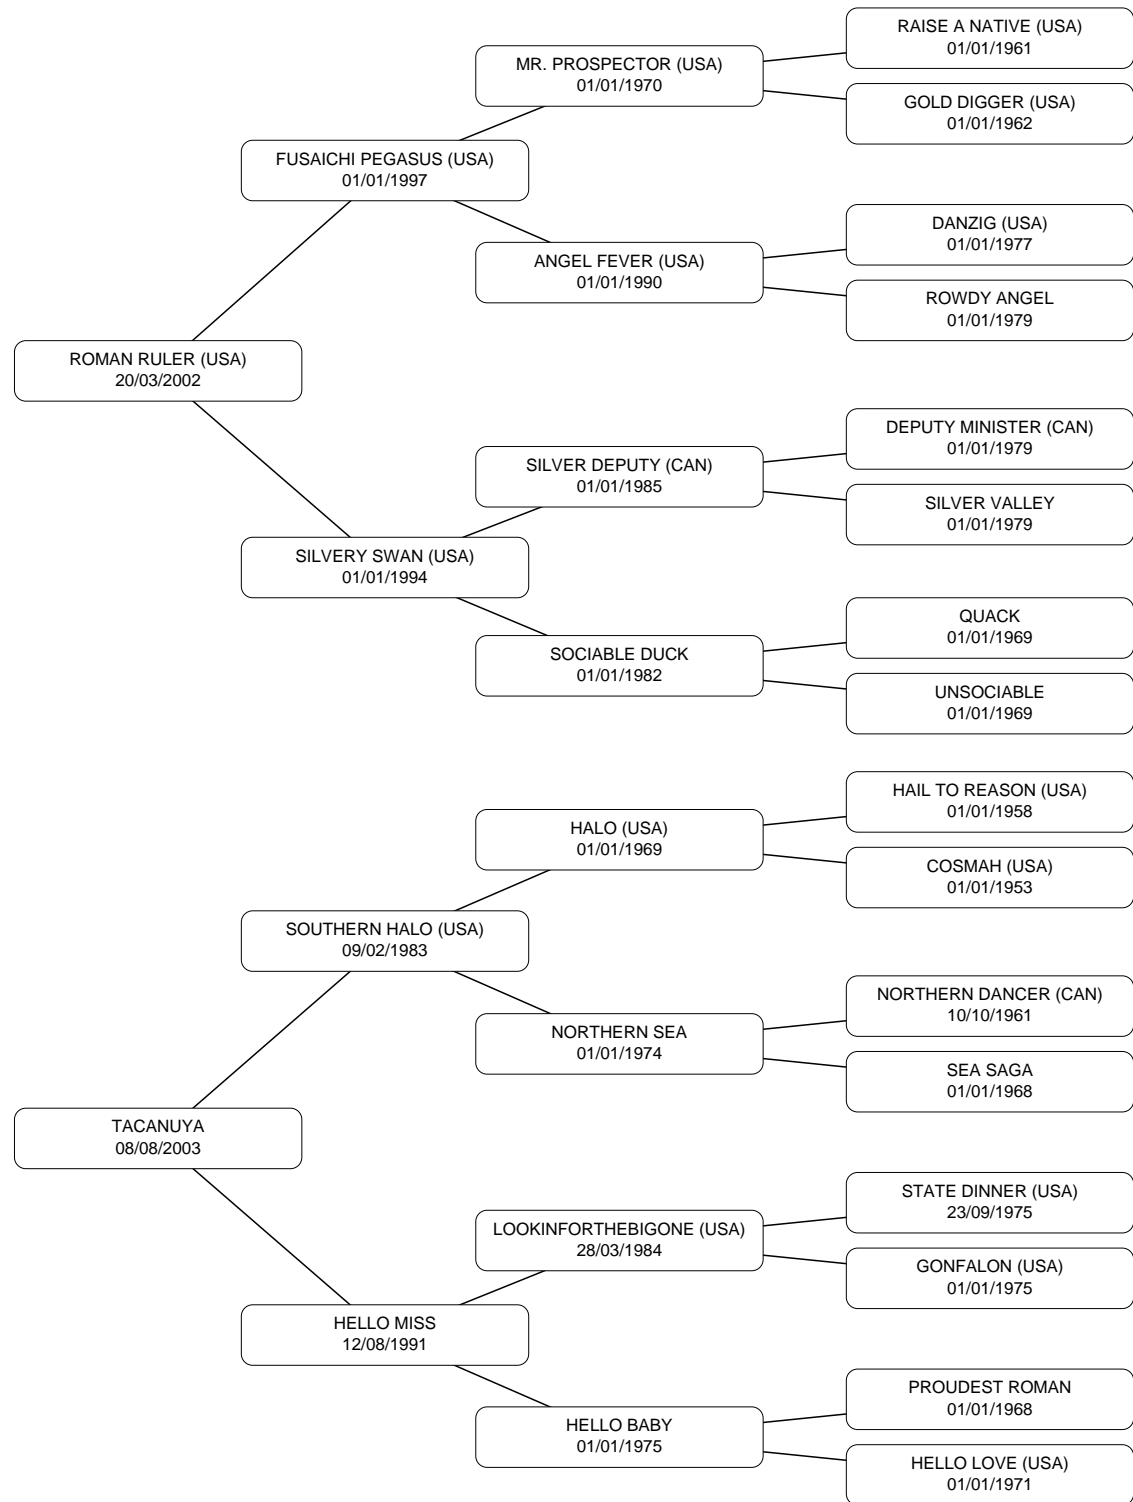 RAISE A NATIVE (USA)
01/01/1961
MR. PROSPECTOR (USA)
01/01/1970
GOLD DIGGER (USA)
01/01/1962
FUSAICHI PEGASUS (USA)
01/01/1997
DANZIG (USA)
01/01/1977
ANGEL FEVER (USA)
01/01/1990
ROWDY ANGEL
01/01/1979
ROMAN RULER (USA)
20/03/2002
DEPUTY MINISTER (CAN)
01/01/1979
SILVER DEPUTY (CAN)
01/01/1985
SILVER VALLEY
01/01/1979
SILVERY SWAN (USA)
01/01/1994
QUACK
01/01/1969
SOCIABLE DUCK
01/01/1982
UNSOCIABLE
01/01/1969
HAIL TO REASON (USA)
01/01/1958
HALO (USA)
01/01/1969
COSMAH (USA)
01/01/1953
SOUTHERN HALO (USA)
09/02/1983
NORTHERN DANCER (CAN)
10/10/1961
NORTHERN SEA
01/01/1974
SEA SAGA
01/01/1968
TACANUYA
08/08/2003
STATE DINNER (USA)
23/09/1975
LOOKINFORTHEBIGONE (USA)
28/03/1984
GONFALON (USA)
01/01/1975
HELLO MISS
12/08/1991
PROUDEST ROMAN
01/01/1968
HELLO BABY
01/01/1975
HELLO LOVE (USA)
01/01/1971